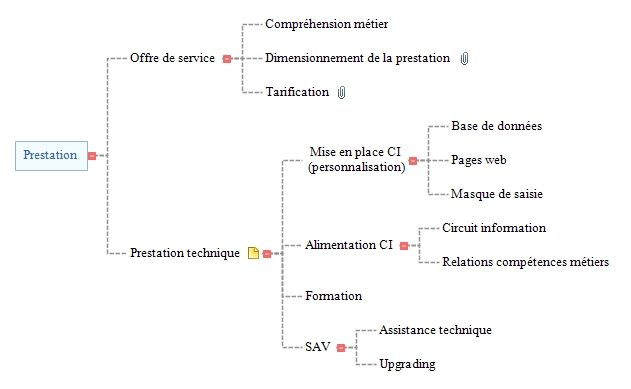 Prestation
Offre de service
Compréhension métier
Dimensionnement de la prestation
Tarification
Prestation technique
Mise en place CI
(personnalisation)
Base de données
Pages web
Masque de saisie
Alimentation CI
Circuit information
Relations compétences métiers
Formation
SAV
Assistance technique
Upgrading